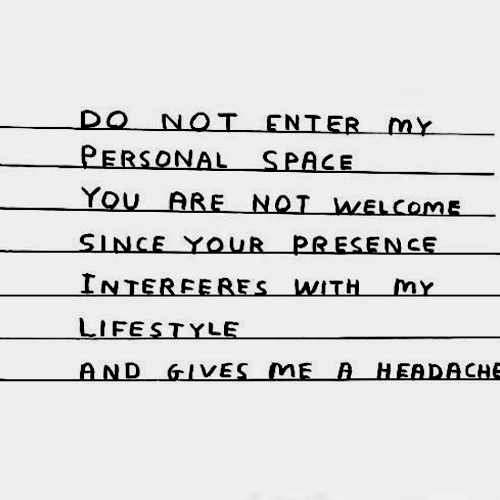 DO NOT ENTER MY
PERSONAL SPACE
YOU ARE NOT WELCOME
SINCE YOUR PRESENCE
INTERFERES WITH MY
LIFESTYLE
AND GIVES ME A HEADACHE